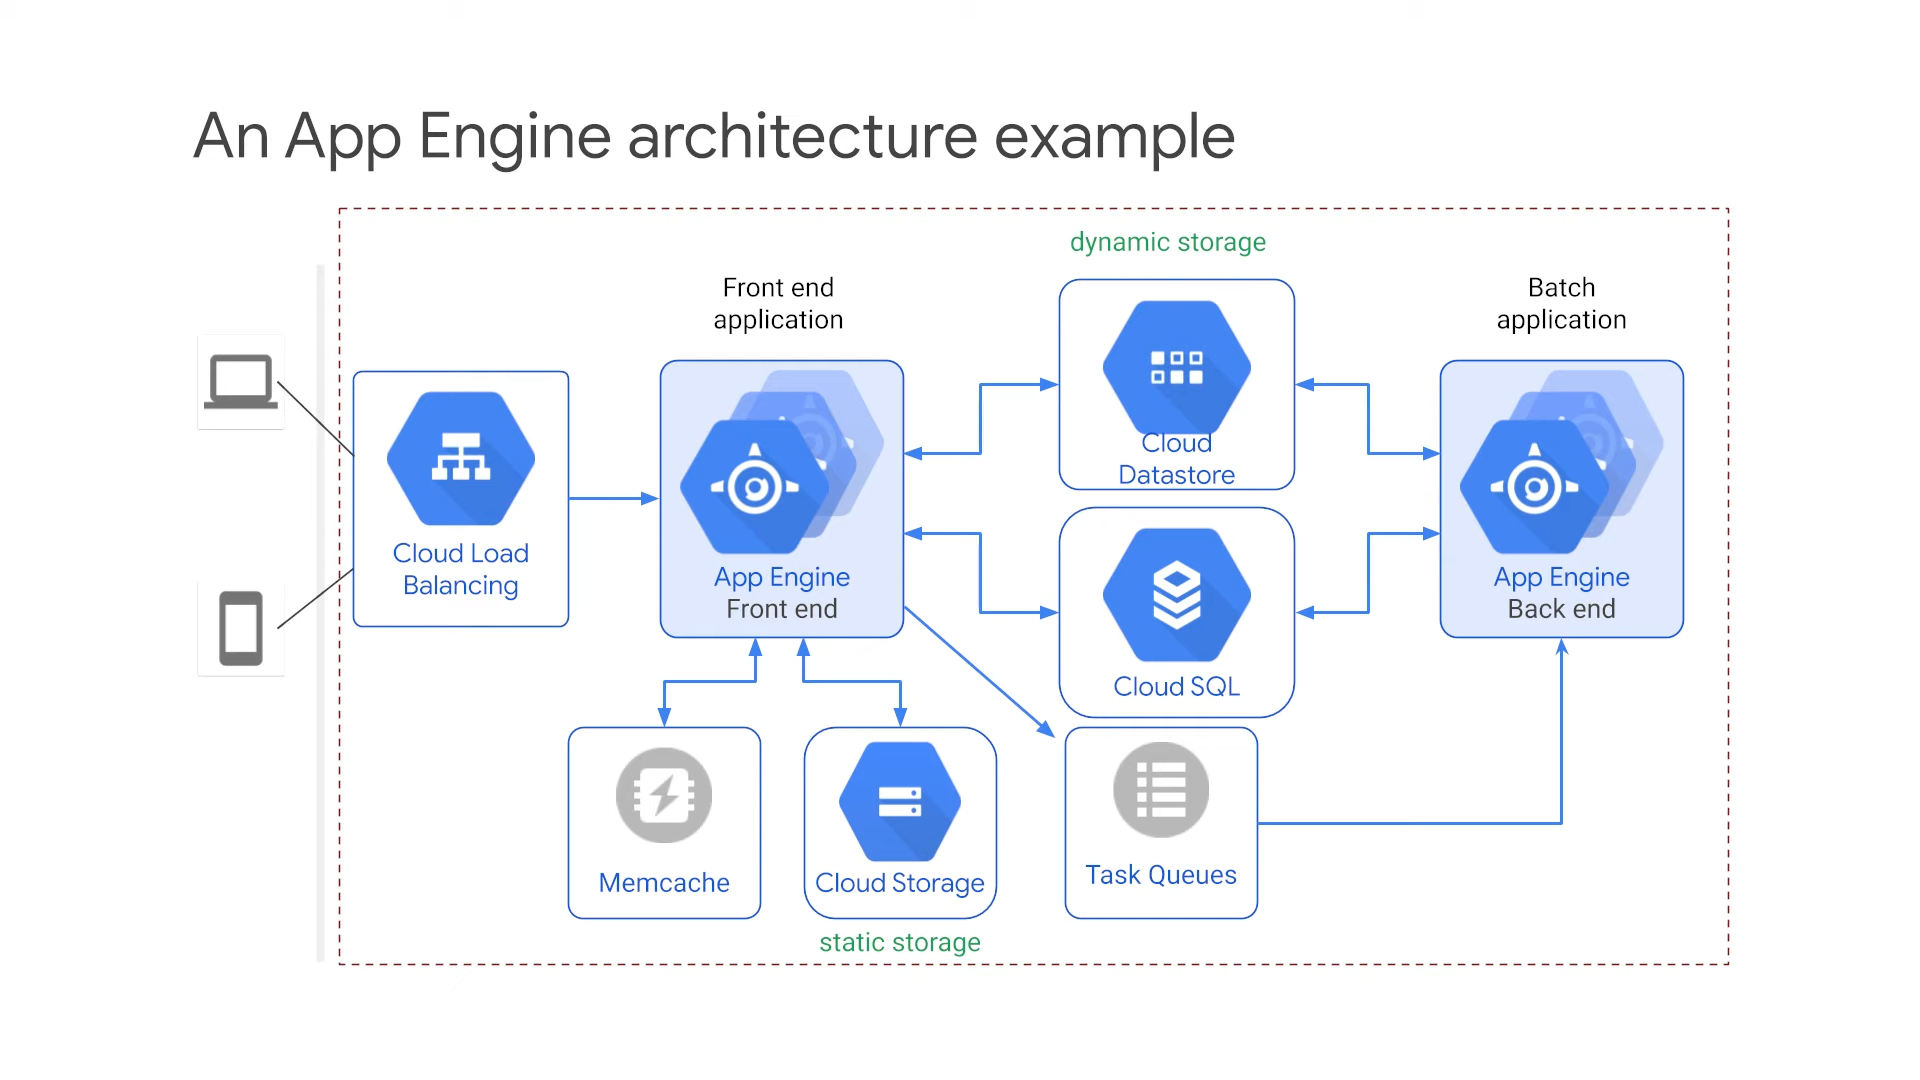 An App Engine architecture example
dynamic storage
Front end
application
Batch
application
Cloud Load
Balancing
App Engine
Front end
Cloud
Datastore
Cloud SQL
App Engine
Back end
Memcache
Cloud Storage
Task Queues
static storage